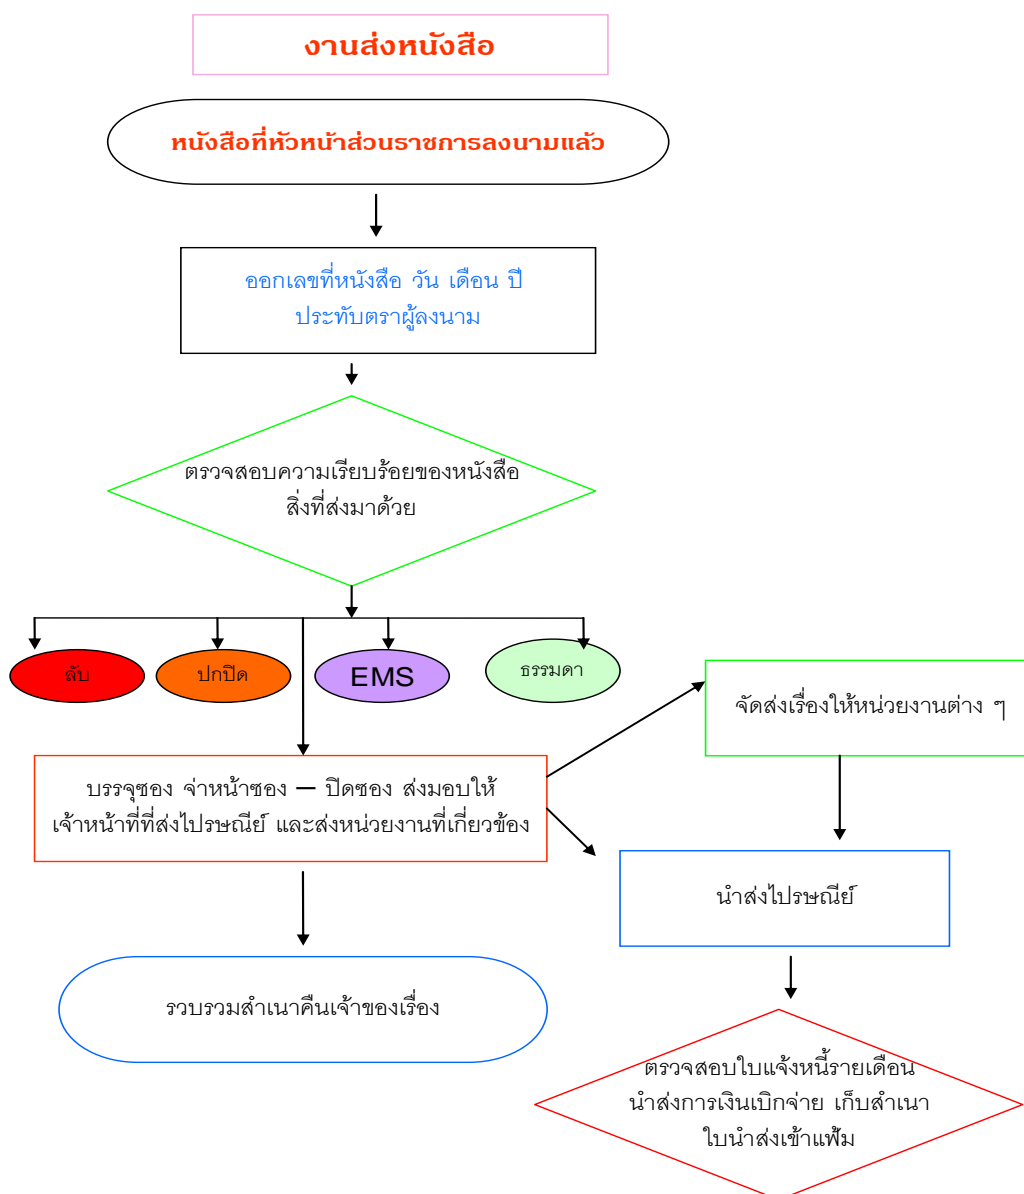 งานส่งหนังสือ
หนังสือที่หัวหน้าส่วนราชการลงนามแล้ว
ออกเลขที่หนังสือ วัน เดือน ปี
ประทับตราผู้ลงนาม
ตรวจสอบความเรียบร้อยของหนังสือ
สิ่งที่ส่งมาด้วย
ลับ
ปกปิด
EMS
ธรรมดา
จัดส่งเรื่องให้หน่วยงานต่าง ๆ
บรรจุซอง จ่าหน้าซอง – ปิดซอง ส่งมอบให้
เจ้าหน้าที่ที่ส่งไปรษณีย์ และส่งหน่วยงานที่เกี่ยวข้อง
นำส่งไปรษณีย์
รวบรวมสำเนาคืนเจ้าของเรื่อง
ตรวจสอบใบแจ้งหนี้รายเดือน
นำส่งการเงินเบิกจ่าย เก็บสำเนา
ใบนำส่งเข้าแฟ้ม